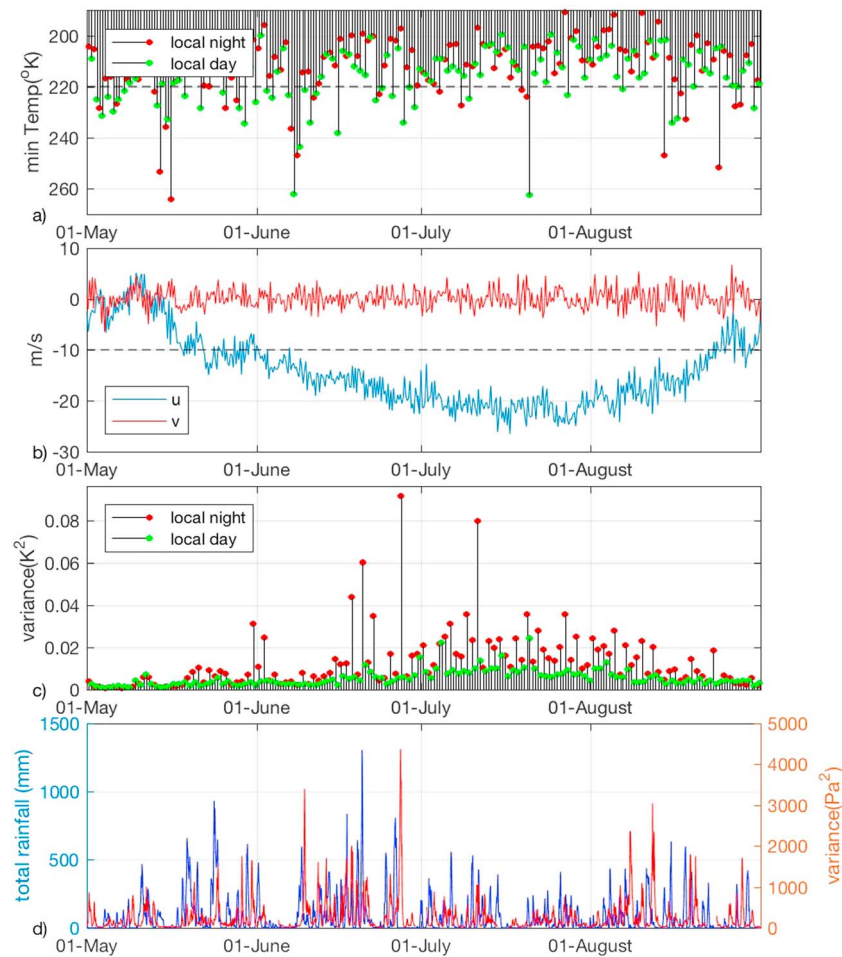 200
220
240
260
min Temp(⁰K)
local night
local day
a)
01-May 01-June 01-July 01-August
10
0
-10
-20
-30
m/s
u
v
b)
01-May 01-June 01-July 01-August
0.08
0.06
0.04
0.02
0
variance(K²)
local night
local day
c)
01-May 01-June 01-July 01-August
1500
1000
500
0
total rainfall (mm)
5000
4000
3000
2000
1000
0
variance(Pa²)
d)
01-May 01-June 01-July 01-August